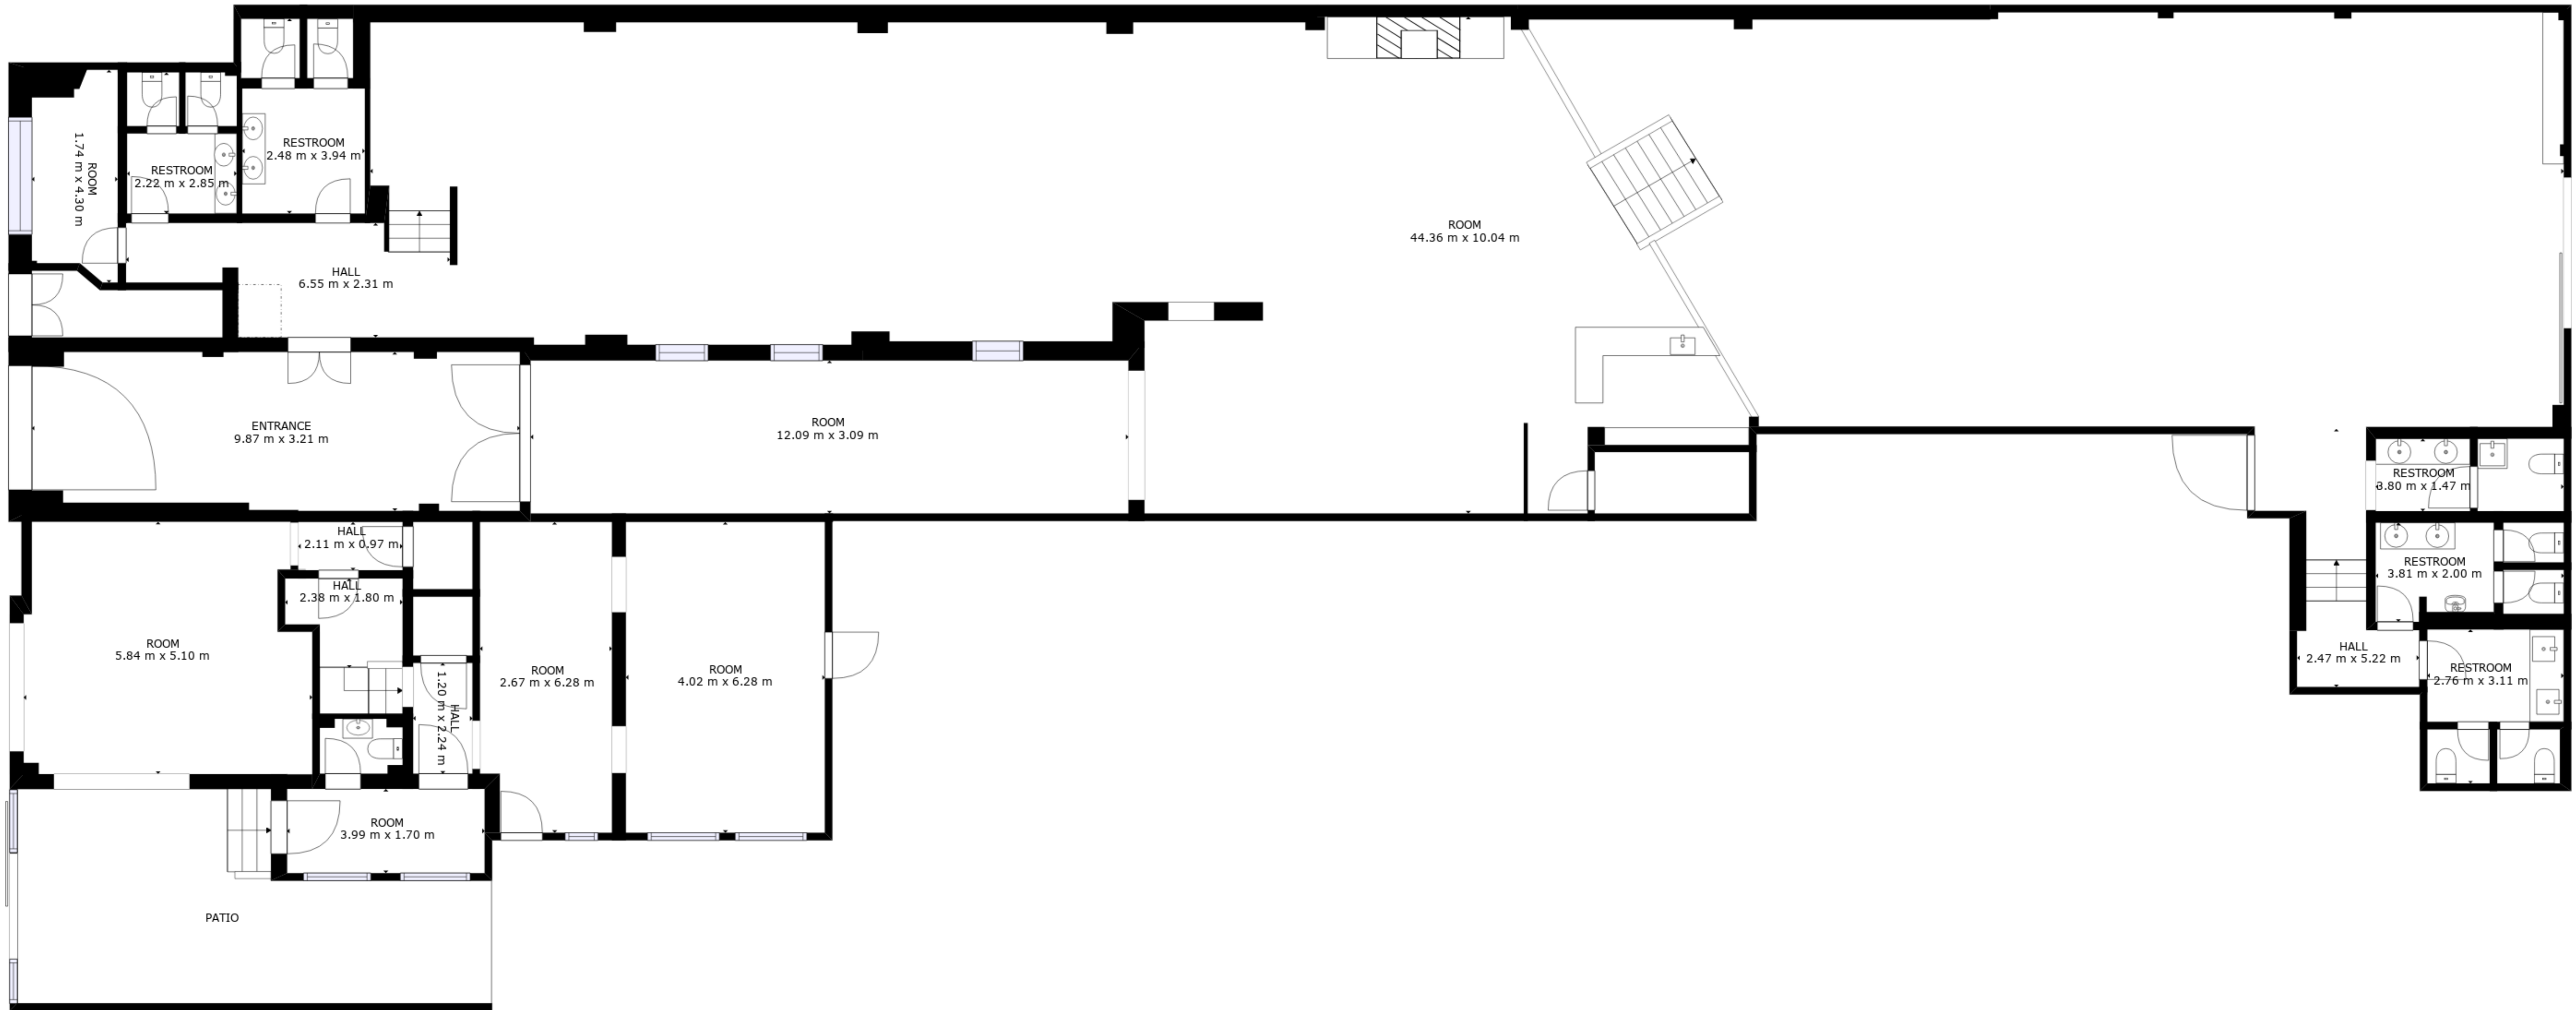 RESTROOM
2.48 m x 3.94 m
RESTROOM
2.22 m x 2.85 m
ROOM
1.74 m x 4.30 m
HALL
6.55 m x 2.31 m
ROOM
44.36 m x 10.04 m
ENTRANCE
9.87 m x 3.21 m
ROOM
12.09 m x 3.09 m
RESTROOM
3.80 m x 1.47 m
HALL
2.11 m x 0.97 m
HALL
2.38 m x 1.80 m
RESTROOM
3.81 m x 2.00 m
ROOM
5.84 m x 5.10 m
HALL
1.20 m x 2.24 m
ROOM
2.67 m x 6.28 m
ROOM
4.02 m x 6.28 m
HALL
2.47 m x 5.22 m
RESTROOM
2.76 m x 3.11 m
ROOM
3.99 m x 1.70 m
PATIO